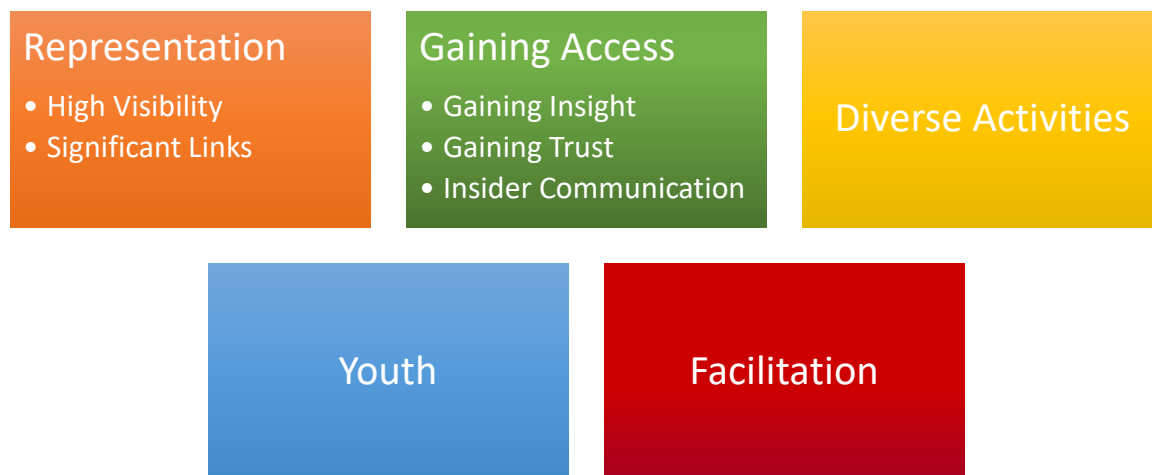 Representation
• High Visibility
• Significant Links
Gaining Access
• Gaining Insight
• Gaining Trust
• Insider Communication
Diverse Activities
Youth
Facilitation